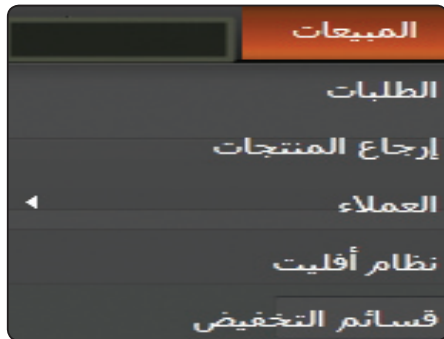 المبيعات
الطلبات
إرجاع المنتجات
العملاء
نظام أفليت
قسائم التخفيض